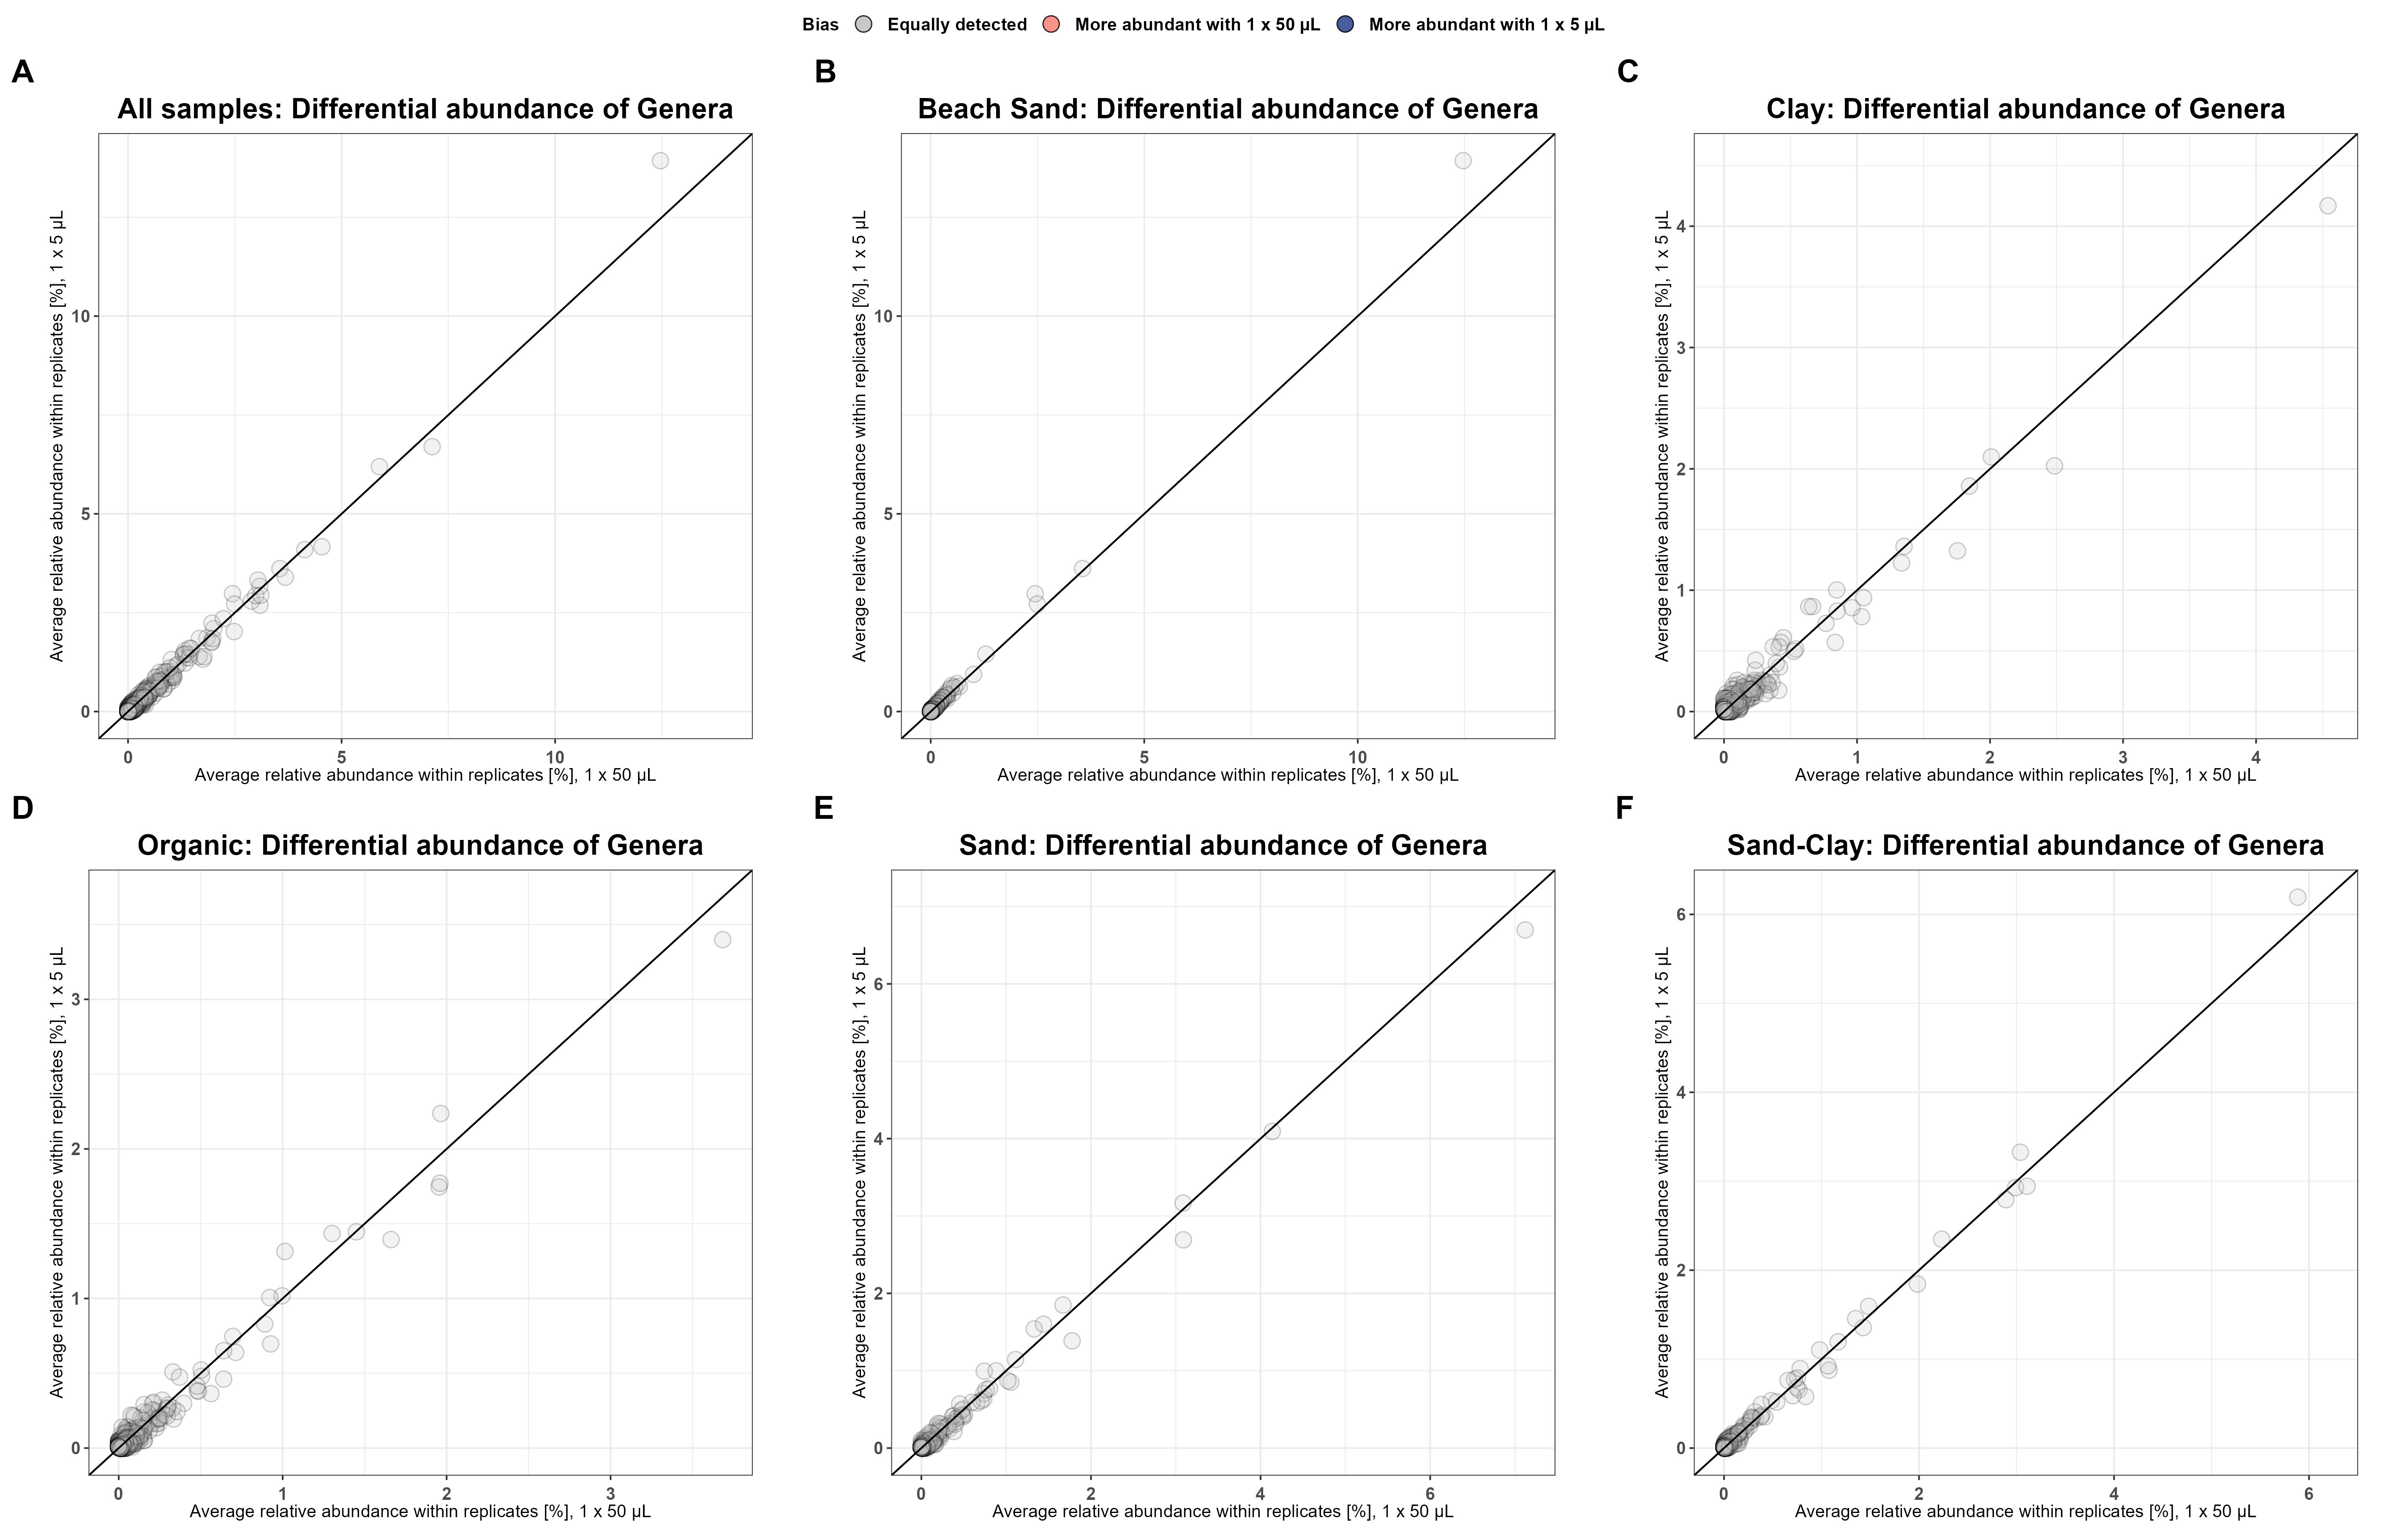 Bias Equally detected More abundant with 1 x 50 µL More abundant with 1 x 5 µL
A
All samples: Differential abundance of Genera
Average relative abundance within replicates [%], 1 x 5 µL
10
5
0
0 5 10
Average relative abundance within replicates [%], 1 x 50 µL
B
Beach Sand: Differential abundance of Genera
Average relative abundance within replicates [%], 1 x 5 µL
10
5
0
0 5 10
Average relative abundance within replicates [%], 1 x 50 µL
C
Clay: Differential abundance of Genera
Average relative abundance within replicates [%], 1 x 5 µL
4
3
2
1
0
0 1 2 3 4
Average relative abundance within replicates [%], 1 x 50 µL
D
Organic: Differential abundance of Genera
Average relative abundance within replicates [%], 1 x 5 µL
3
2
1
0
0 1 2 3
Average relative abundance within replicates [%], 1 x 50 µL
E
Sand: Differential abundance of Genera
Average relative abundance within replicates [%], 1 x 5 µL
6
4
2
0
0 2 4 6
Average relative abundance within replicates [%], 1 x 50 µL
F
Sand-Clay: Differential abundance of Genera
Average relative abundance within replicates [%], 1 x 5 µL
6
4
2
0
0 2 4 6
Average relative abundance within replicates [%], 1 x 50 µL